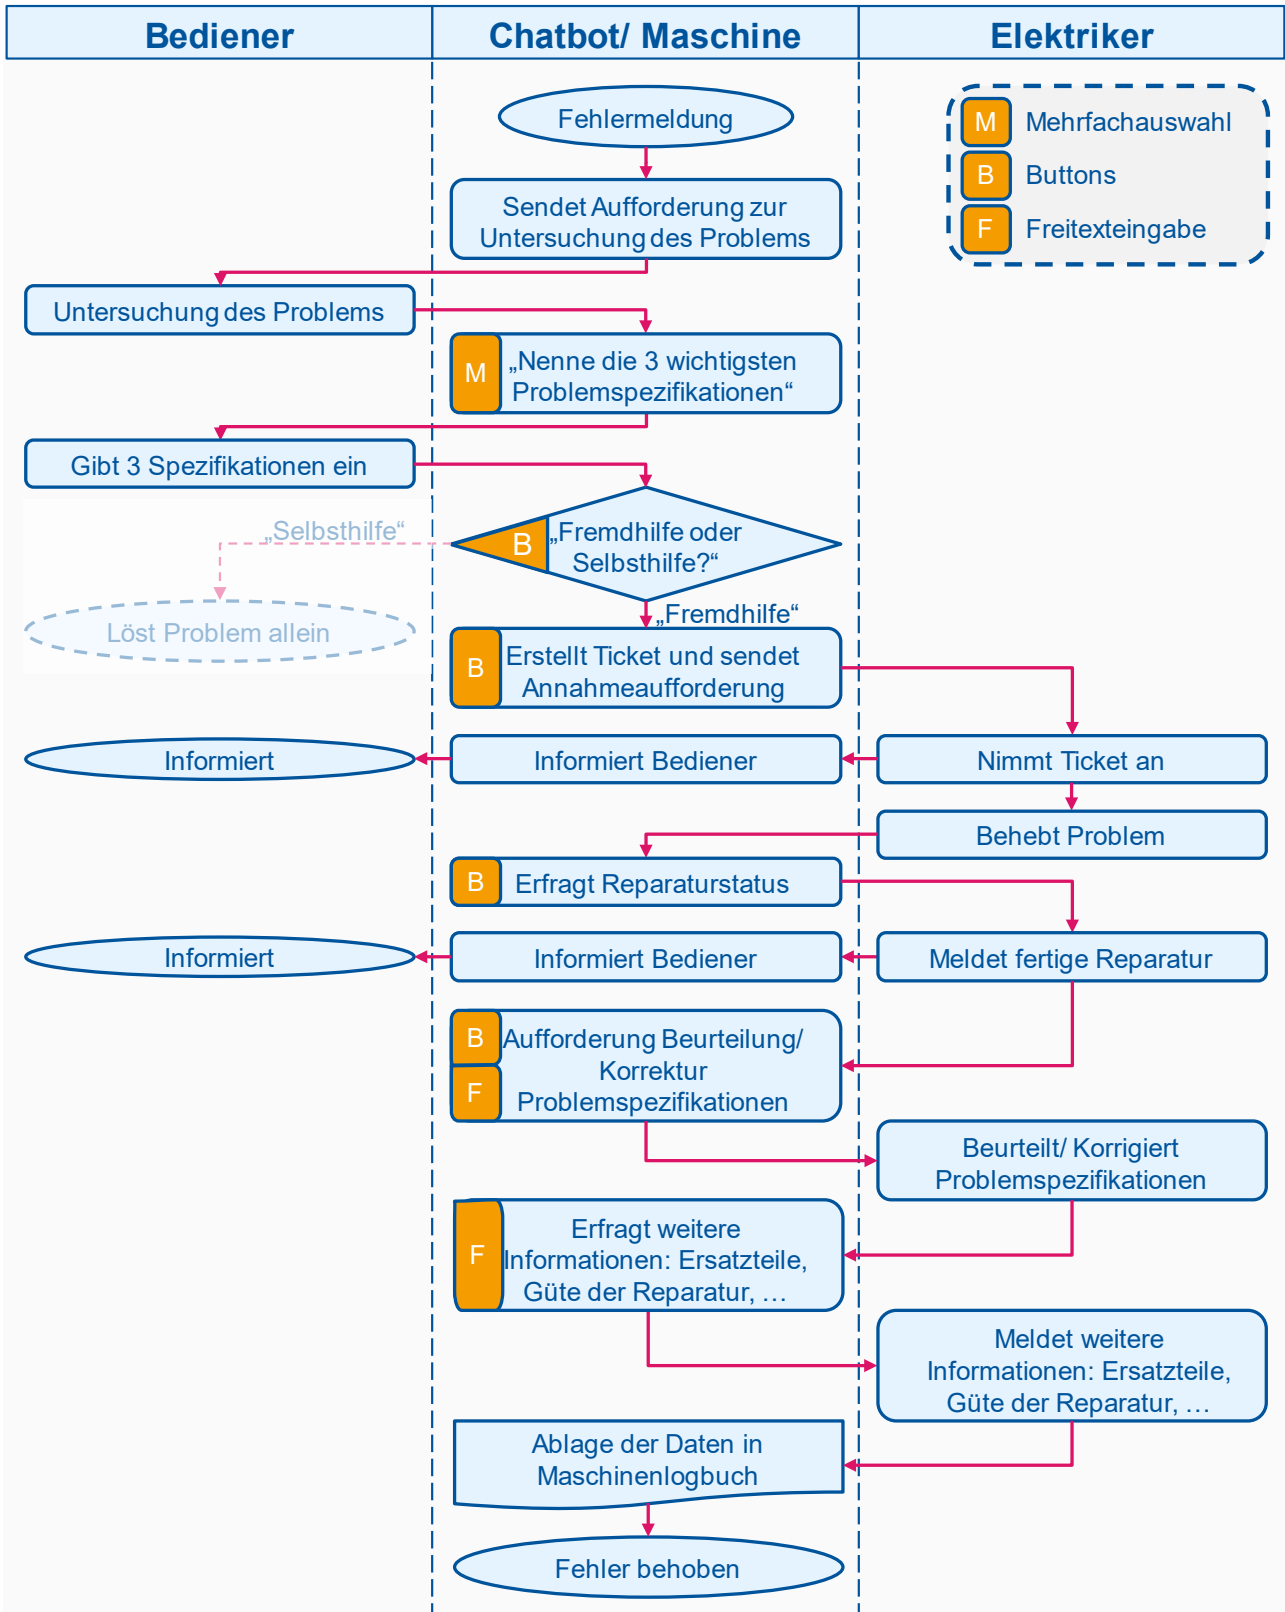 Bediener
Chatbot/ Maschine
Elektriker
Fehlermeldung
M Mehrfachauswahl
B Buttons
F Freitexteingabe
Sendet Aufforderung zur
Untersuchung des Problems
Untersuchung des Problems
M
„Nenne die 3 wichtigsten
Problemspezifikationen“
Gibt 3 Spezifikationen ein
„Selbsthilfe“
B
„Fremdhilfe oder
Selbsthilfe?“
„Fremdhilfe“
Löst Problem allein
B
Erstellt Ticket und sendet
Annahmeaufforderung
Informiert
Informiert Bediener
Nimmt Ticket an
Behebt Problem
B
Erfragt Reparaturstatus
Informiert
Informiert Bediener
Meldet fertige Reparatur
B
F
Aufforderung Beurteilung/
Korrektur
Problemspezifikationen
Beurteilt/ Korrigiert
Problemspezifikationen
F
Erfragt weitere
Informationen: Ersatzteile,
Güte der Reparatur, …
Meldet weitere
Informationen: Ersatzteile,
Güte der Reparatur, …
Ablage der Daten in
Maschinenlogbuch
Fehler behoben